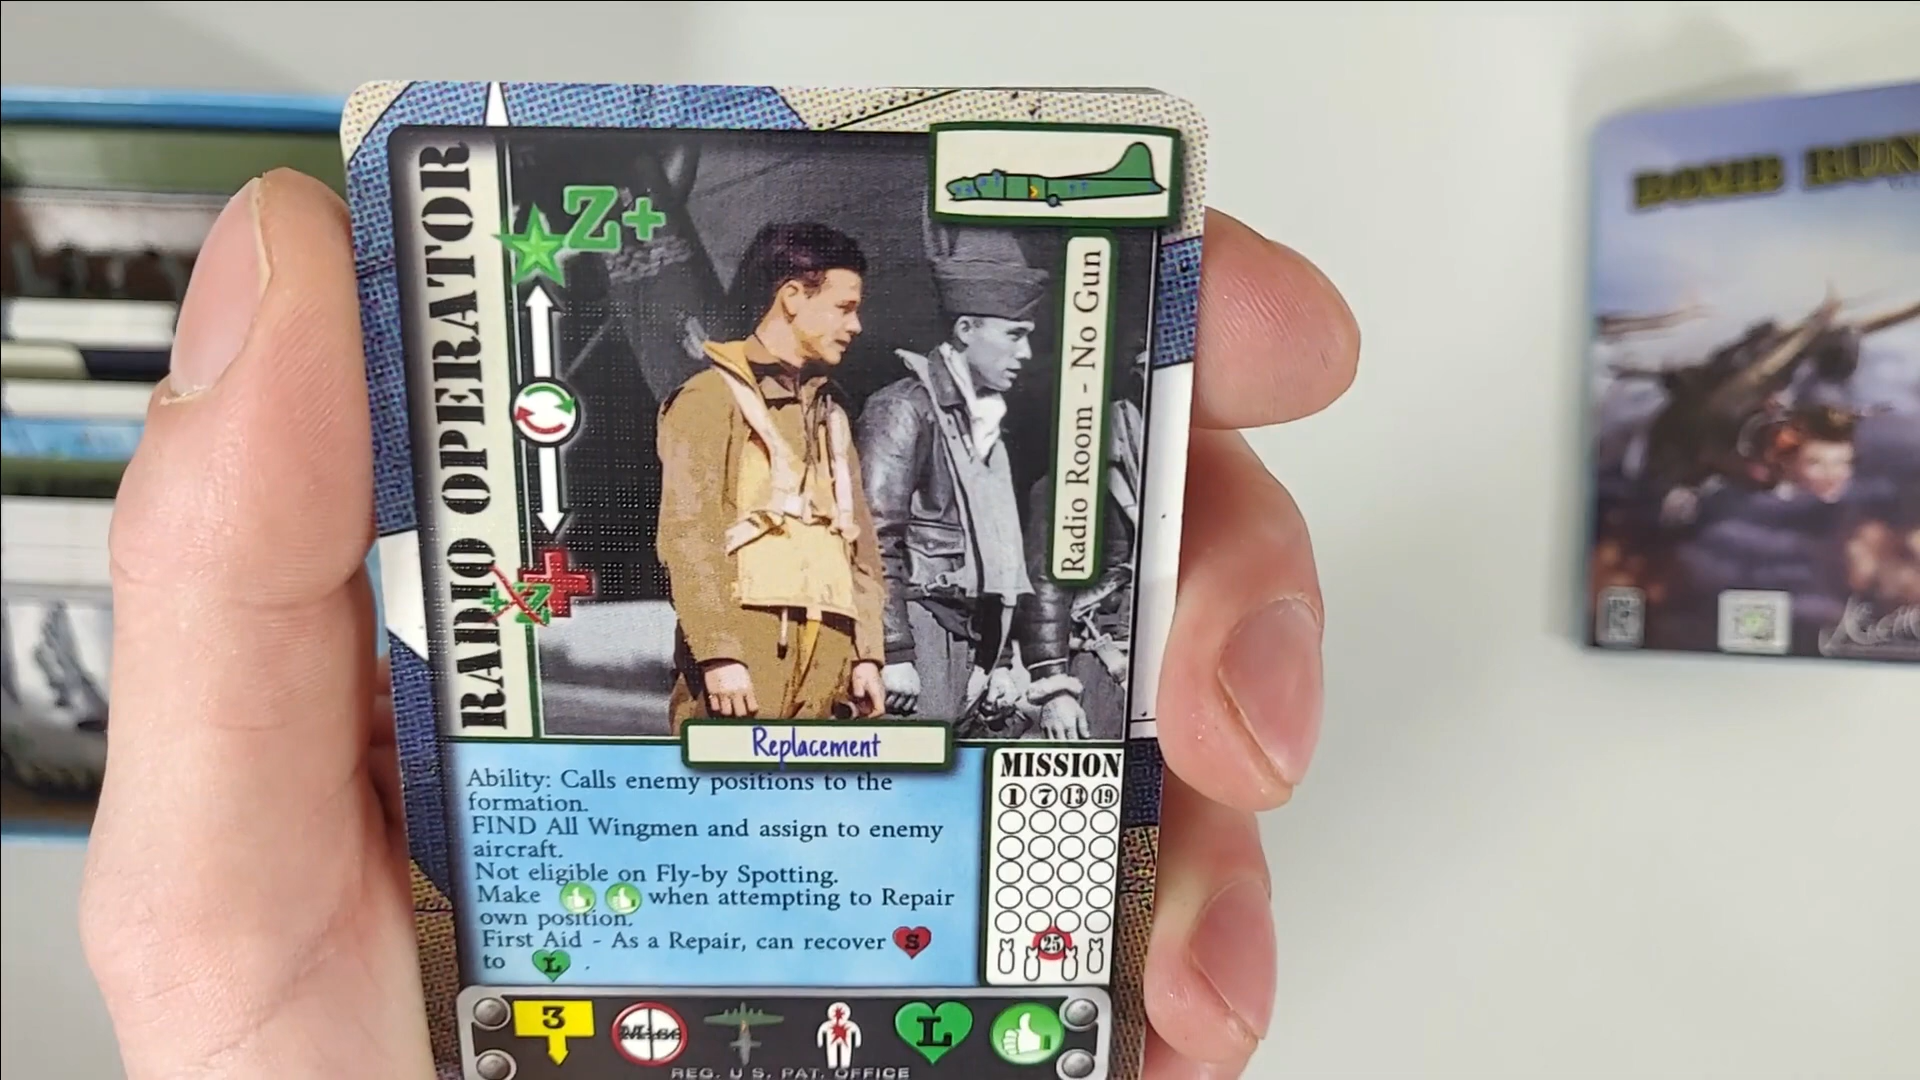 RADIO OPERATOR
Z+
Radio Room - No Gun
+Z
Replacement
Ability: Calls enemy positions to the
formation.
FIND All Wingmen and assign to enemy
aircraft.
Not eligible on Fly-by Spotting.
Make when attempting to Repair
own position.
First Aid - As a Repair, can recover S
to L .
MISSION
1 7 13 19
25
3
Miss
L
REG. U.S. PAT. OFFICE
BOMB RUN